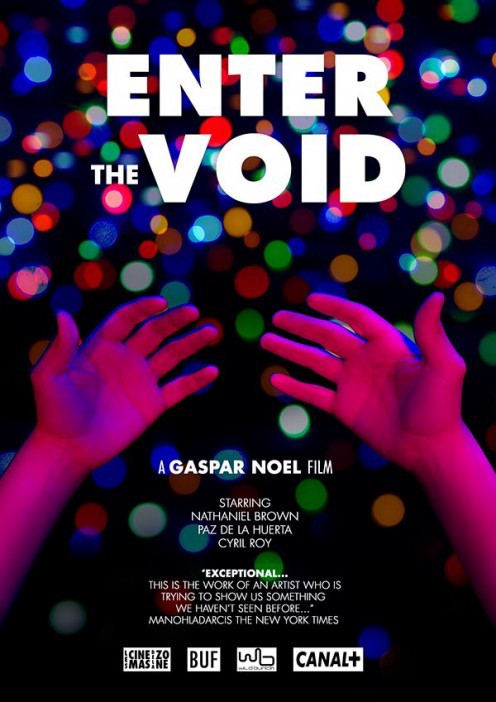 ENTER
THE VOID
A GASPAR NOEL FILM
STARRING
NATHANIEL BROWN
PAZ DE LA HUERTA
CYRIL ROY
"EXCEPTIONAL...
THIS IS THE WORK OF AN ARTIST WHO IS
TRYING TO SHOW US SOMETHING
WE HAVEN'T SEEN BEFORE..."
MANOHLADARCIS THE NEW YORK TIMES
BUF
wild bunch
CANAL+